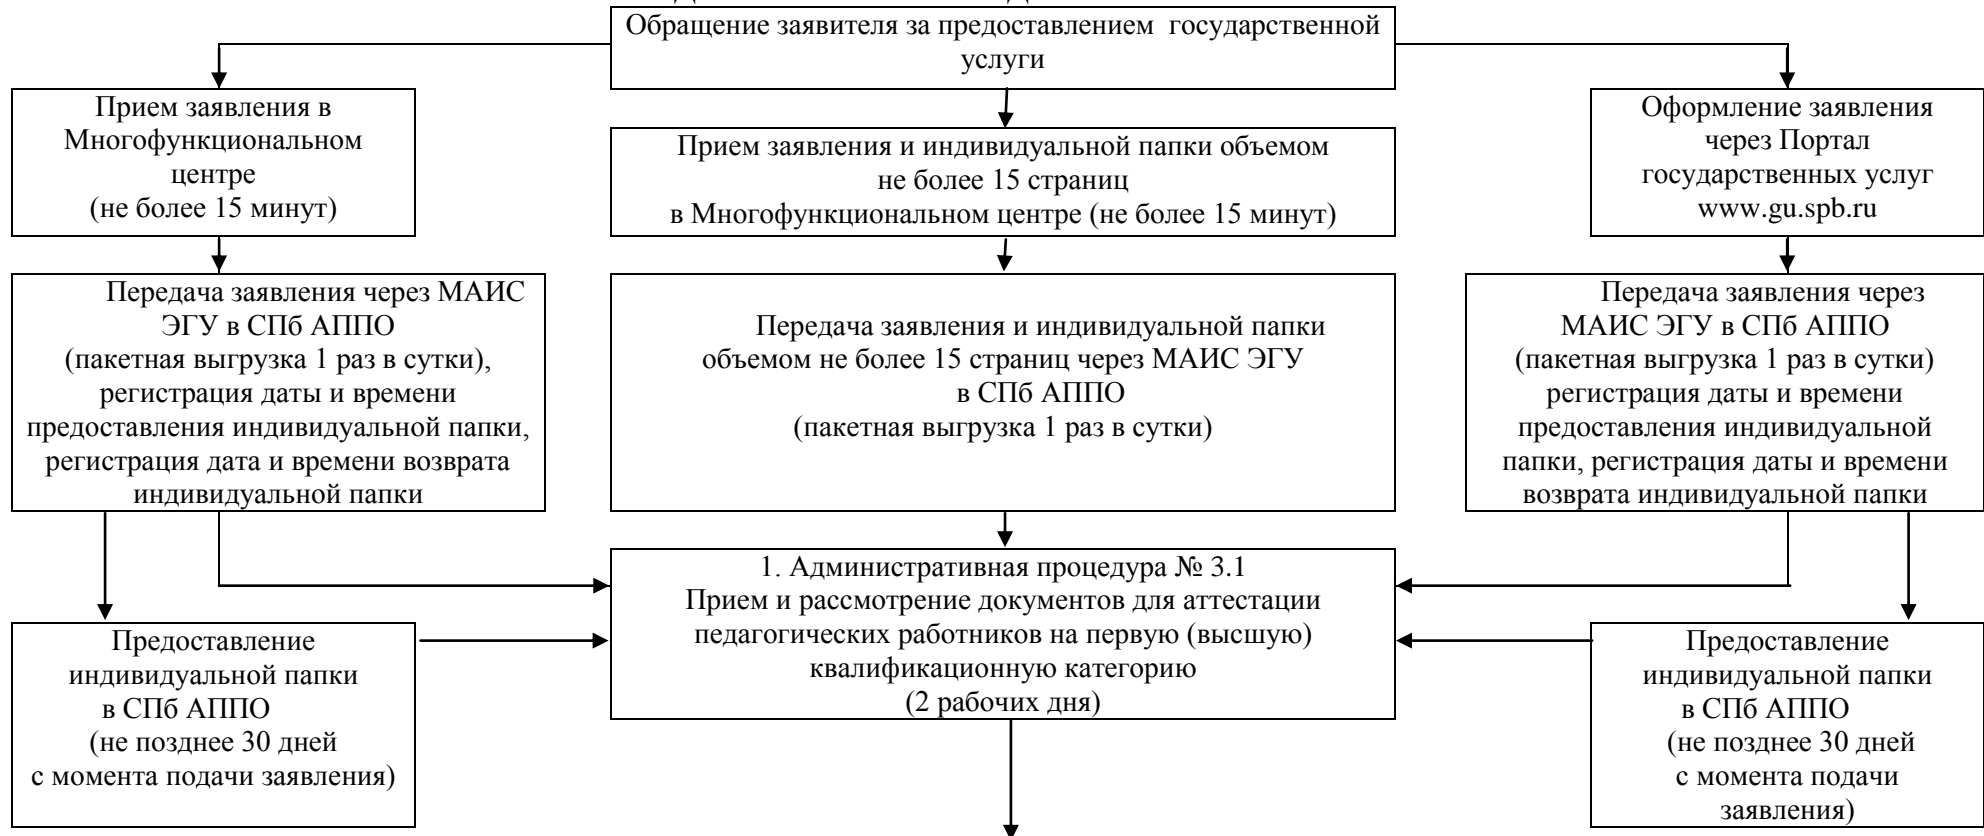 Обращение заявителя за предоставлением государственной
услуги
Прием заявления в
Многофункциональном
центре
(не более 15 минут)
Прием заявления и индивидуальной папки объемом
не более 15 страниц
в Многофункциональном центре (не более 15 минут)
Оформление заявления
через Портал
государственных услуг
www.gu.spb.ru
Передача заявления через МАИС
ЭГУ в СПб АППО
(пакетная выгрузка 1 раз в сутки),
регистрация даты и времени
предоставления индивидуальной папки,
регистрация дата и времени возврата
индивидуальной папки
Передача заявления и индивидуальной папки
объемом не более 15 страниц через МАИС ЭГУ
в СПб АППО
(пакетная выгрузка 1 раз в сутки)
Передача заявления через
МАИС ЭГУ в СПб АППО
(пакетная выгрузка 1 раз в сутки)
регистрация даты и времени
предоставления индивидуальной
папки, регистрация даты и времени
возврата индивидуальной папки
1. Административная процедура № 3.1
Прием и рассмотрение документов для аттестации
педагогических работников на первую (высшую)
квалификационную категорию
(2 рабочих дня)
Предоставление
индивидуальной папки
в СПб АППО
(не позднее 30 дней
с момента подачи заявления)
Предоставление
индивидуальной папки
в СПб АППО
(не позднее 30 дней
с момента подачи
заявления)